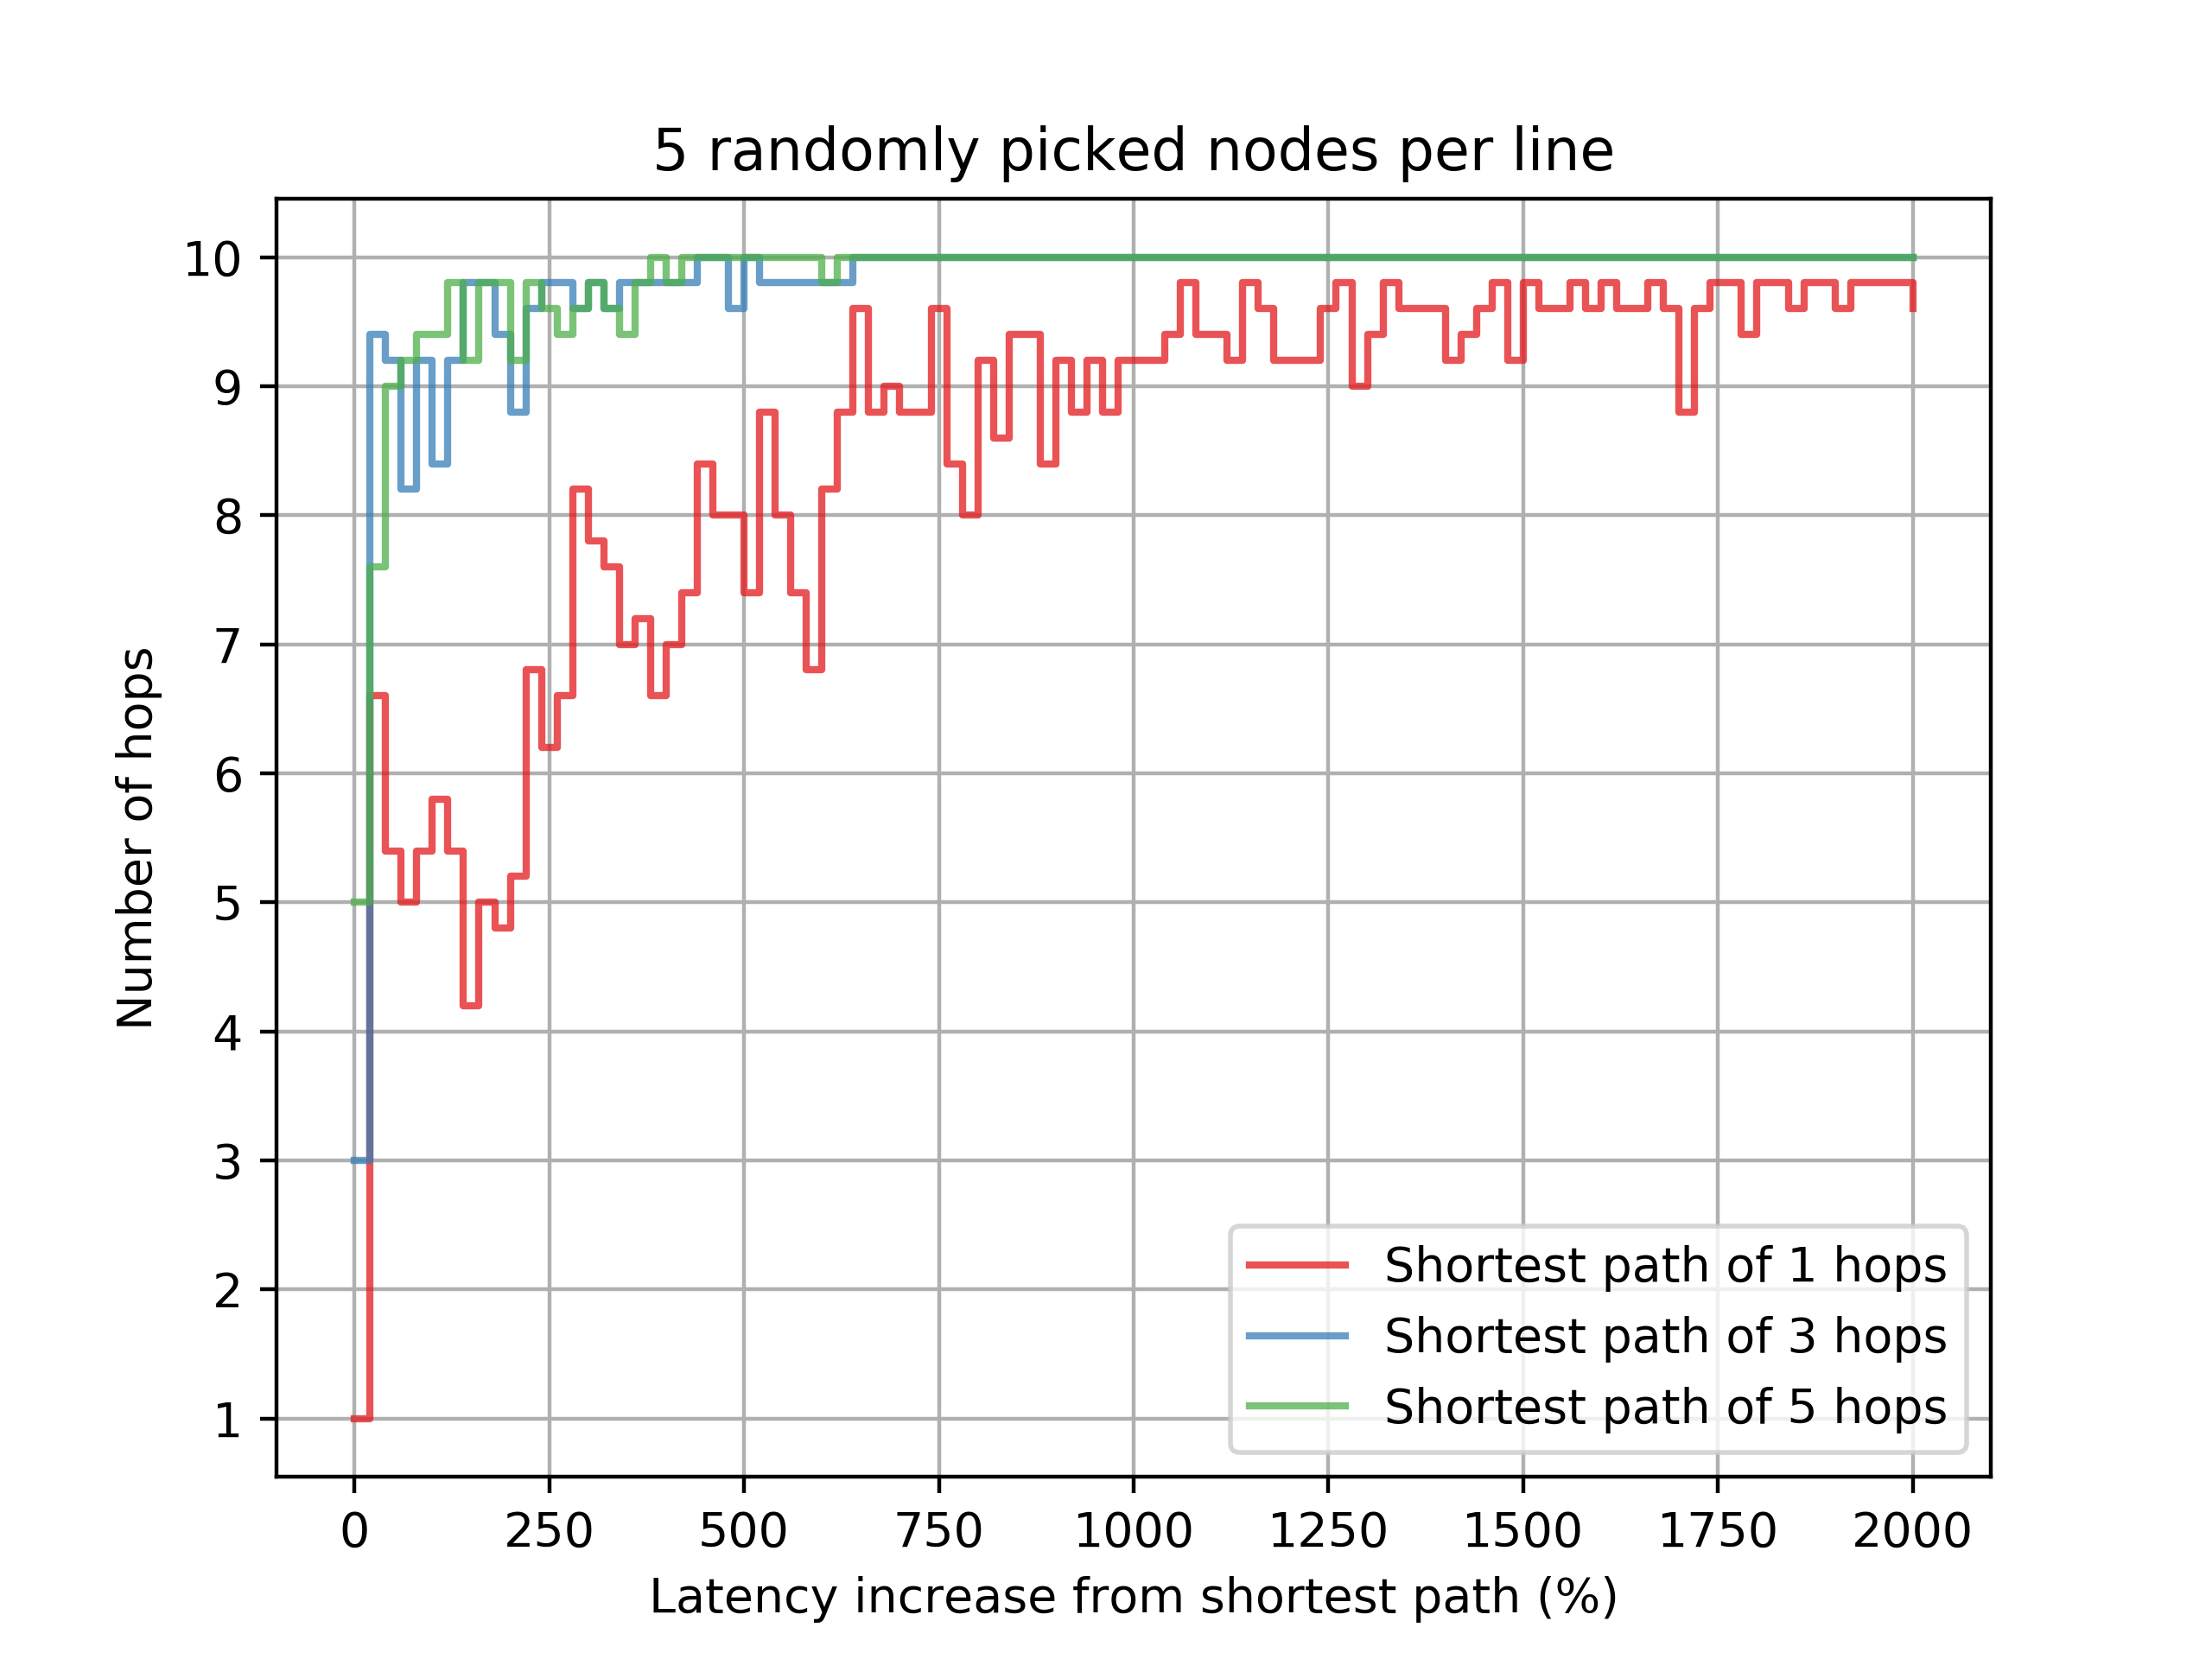 5 randomly picked nodes per line
Number of hops
10
9
8
7
6
5
4
3
2
1
Shortest path of 1 hops
Shortest path of 3 hops
Shortest path of 5 hops
0 250 500 750 1000 1250 1500 1750 2000
Latency increase from shortest path (%)